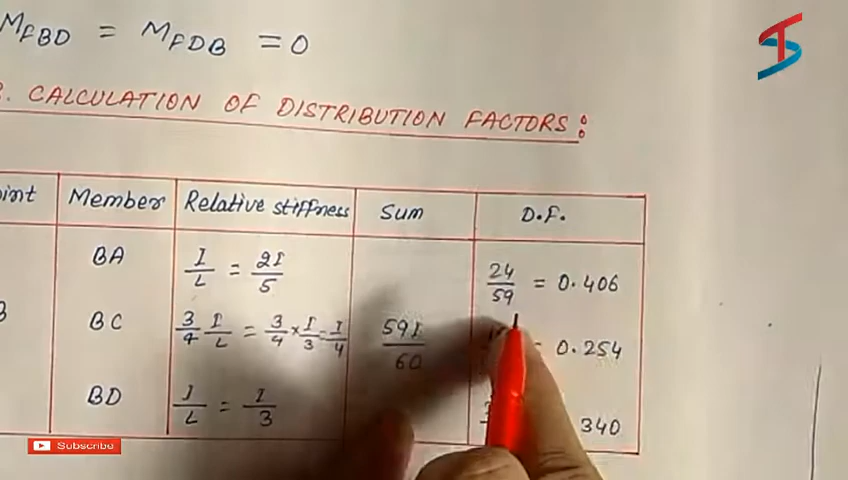 MFBD = MFDB = 0
. CALCULATION OF DISTRIBUTION FACTORS:
int Member Relative stiffness Sum D.F.
BA I/L = 2I/5 24/59 = 0.406
B BC 3/4 I/L = 3/4 × I/3 = I/4 59I/60 = 0.254
BD I/L = I/3 340
Subscribe